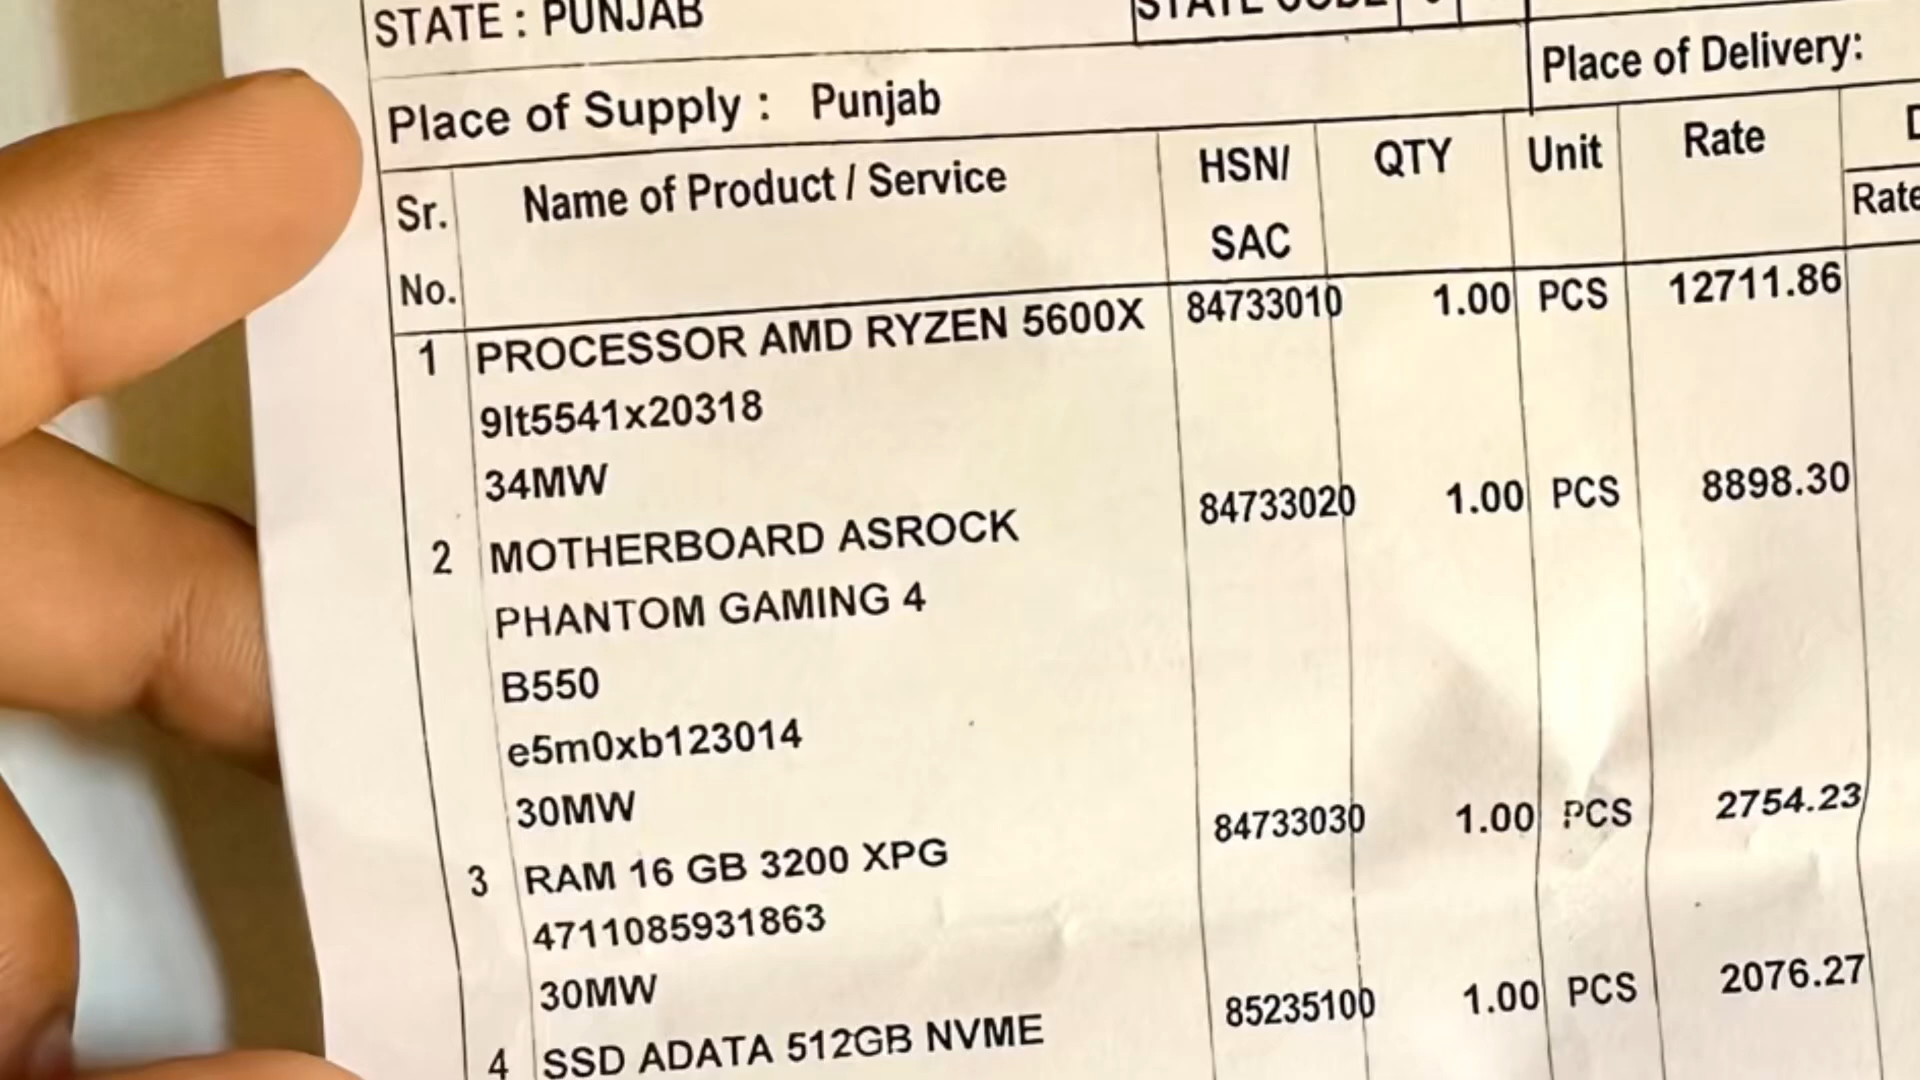 STATE : PUNJAB
STATE CODE
Place of Supply : Punjab
Place of Delivery:
Sr. No. Name of Product / Service HSN/ SAC QTY Unit Rate
Rate
1 PROCESSOR AMD RYZEN 5600X 84733010 1.00 PCS 12711.86
9lt5541x20318
34MW
2 MOTHERBOARD ASROCK 84733020 1.00 PCS 8898.30
PHANTOM GAMING 4
B550
e5m0xb123014
30MW
3 RAM 16 GB 3200 XPG 84733030 1.00 PCS 2754.23
4711085931863
30MW
4 SSD ADATA 512GB NVME 85235100 1.00 PCS 2076.27